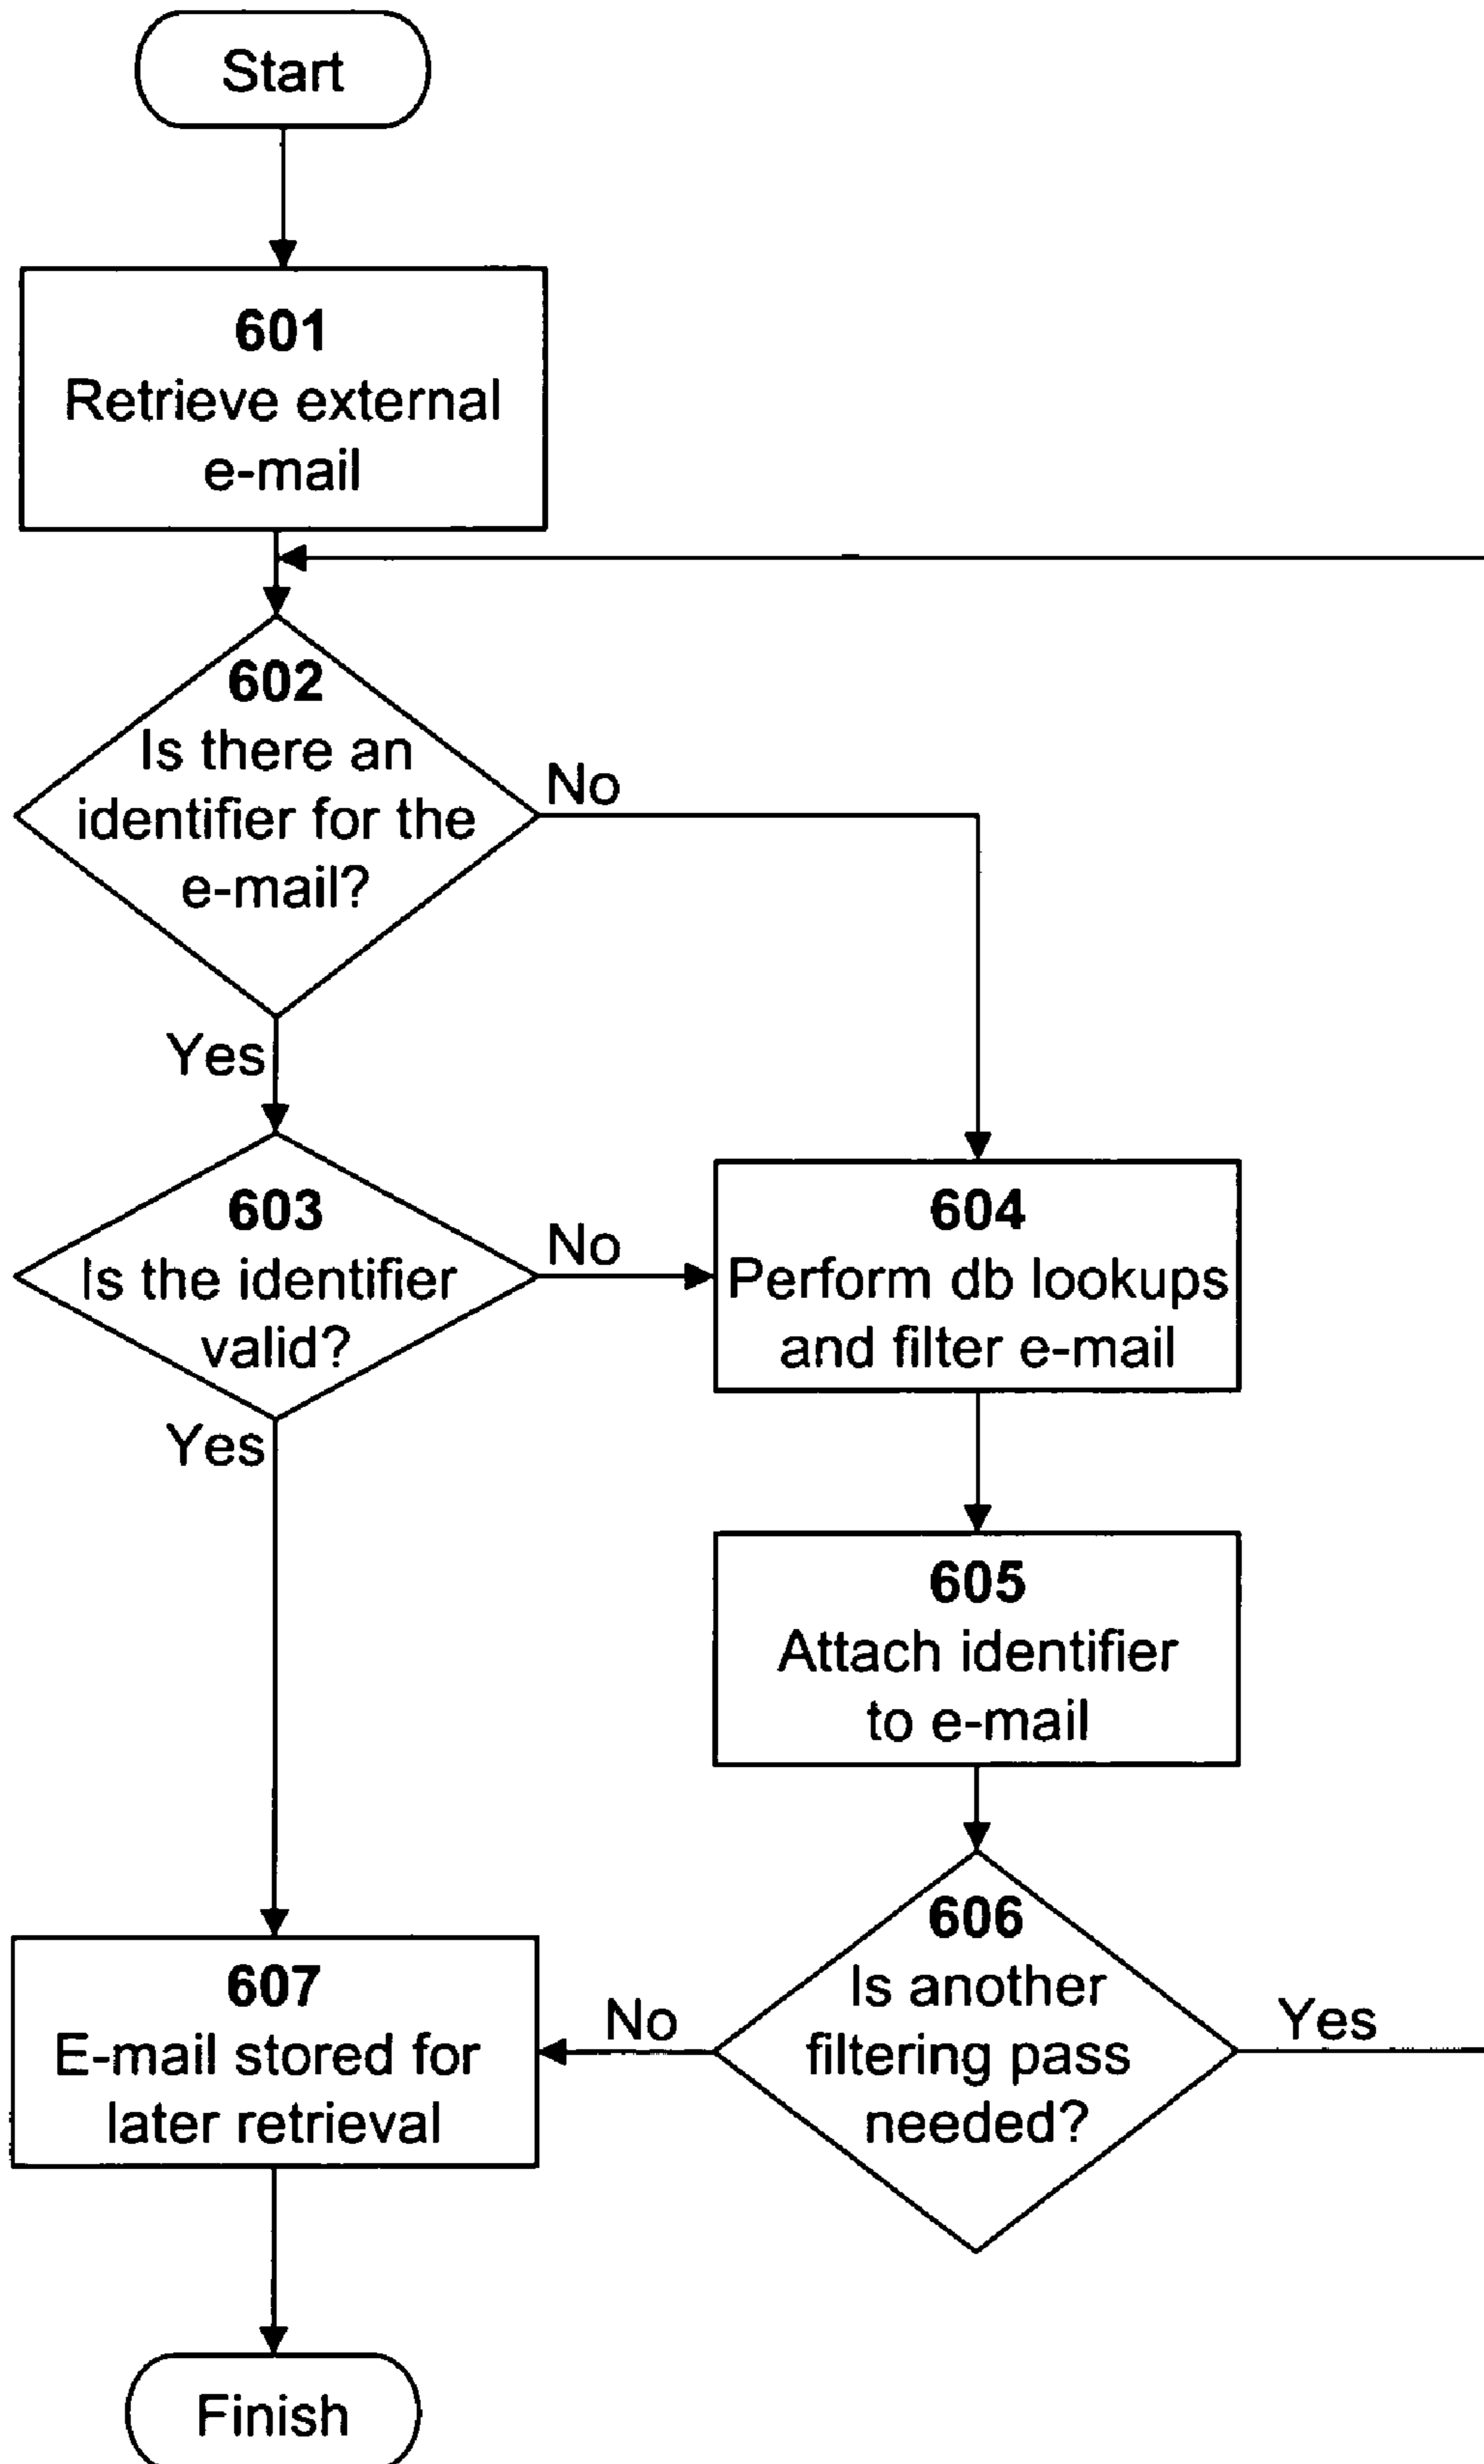 Start
601
Retrieve external
e-mail
602
Is there an
identifier for the
e-mail?
No
Yes
603
Is the identifier
valid?
No
Yes
604
Perform db lookups
and filter e-mail
605
Attach identifier
to e-mail
606
Is another
filtering pass
needed?
No
Yes
607
E-mail stored for
later retrieval
Finish